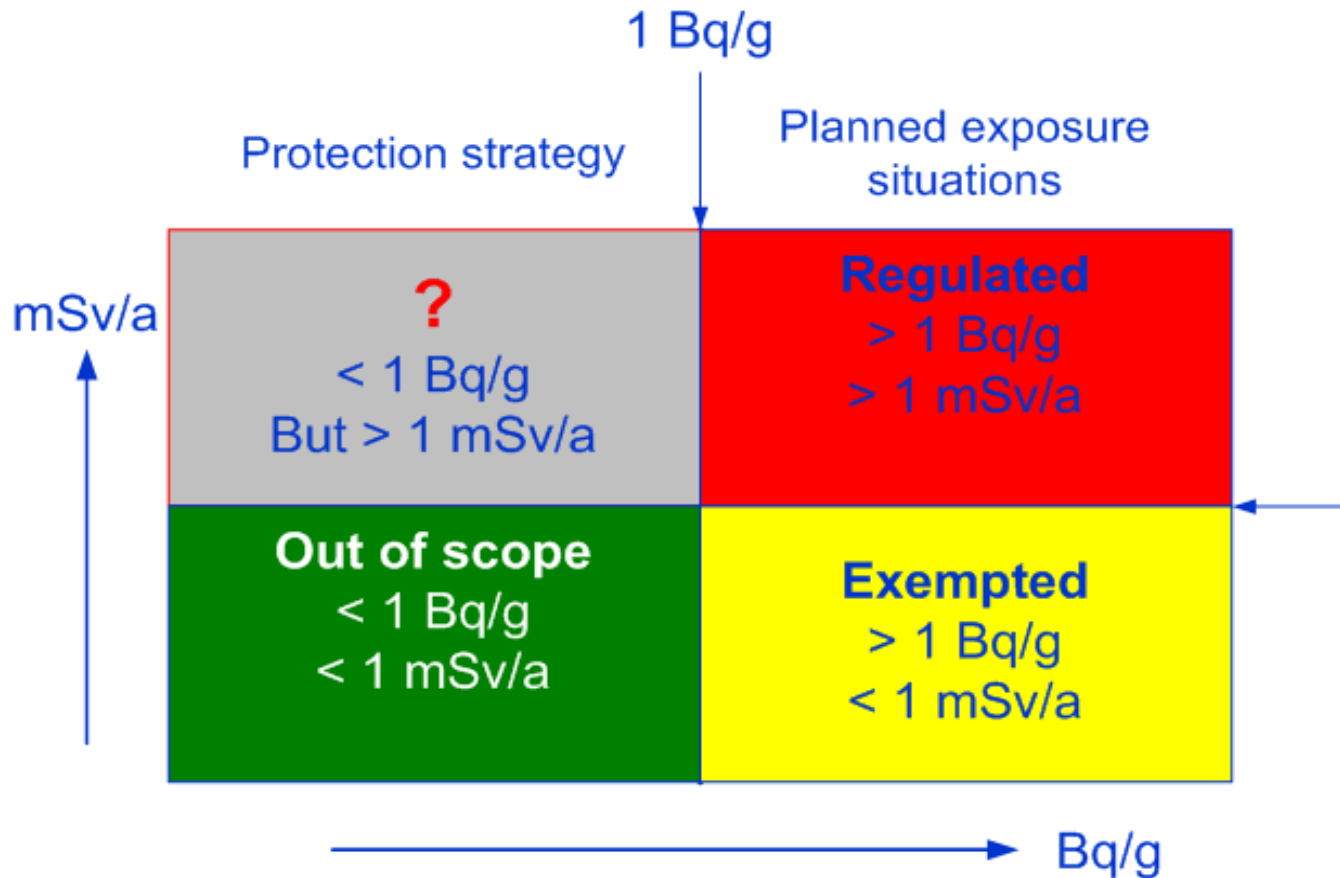 1 Bq/g
Protection strategy
Planned exposure
situations
mSv/a
?
< 1 Bq/g
But > 1 mSv/a
Regulated
> 1 Bq/g
> 1 mSv/a
Out of scope
< 1 Bq/g
< 1 mSv/a
Exempted
> 1 Bq/g
< 1 mSv/a
Bq/g